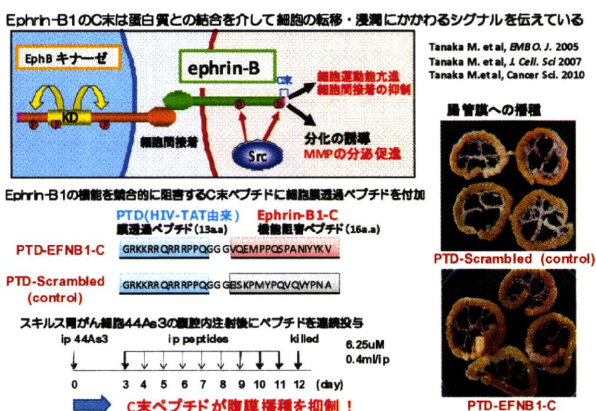 Ephrin-B1のC末は蛋白質との結合を介して細胞の転移・浸潤にかかわるシグナルを伝えている
EphB キナーゼ
ephrin-B
C末
細胞運動能亢進
細胞間接着の抑制
KD
P
P
P
P
細胞間接着
Src
分化の誘導
MMPの分泌促進
Tanaka M. et al, EMBO. J. 2005
Tanaka M. et al, J. Cell. Sci 2007
Tanaka M.et al, Cancer Sci. 2010
腸管膜への播種
PTD-Scrambled (control)
PTD-EFNB1-C
Ephrin-B1の機能を競合的に阻害するC末ペプチドに細胞膜透過ペプチドを付加
PTD(HIV-TAT由来) Ephrin-B1-C
膜透過ペプチド(13a.a) 機能阻害ペプチド(16a.a)
PTD-EFNB1-C GRKKRRQRRRPPQGGGVQEMPPQSPANIYYKV
PTD-Scrambled GRKKRRQRRRPPQGGGEISKPMYPQVQVYPNA
(control)
スキルス胃がん細胞44As3の腹腔内注射後にペプチドを連続投与
ip 44As3 ip peptides killed
6.25uM
0.4ml/ip
0 3 4 5 6 7 8 9 10 11 12 (day)
C末ペプチドが腹膜播種を抑制！